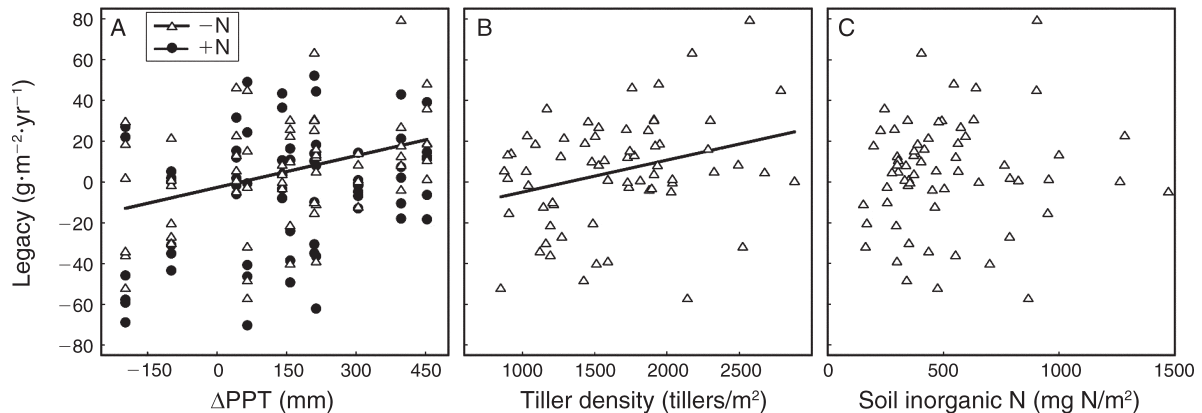 A
−N
+N
B
C
80
60
40
20
0
−20
−40
−60
−80
Legacy (g·m−2·yr−1)
−150 0 150 300 450
1000 1500 2000 2500
0 500 1000 1500
ΔPPT (mm)
Tiller density (tillers/m2)
Soil inorganic N (mg N/m2)